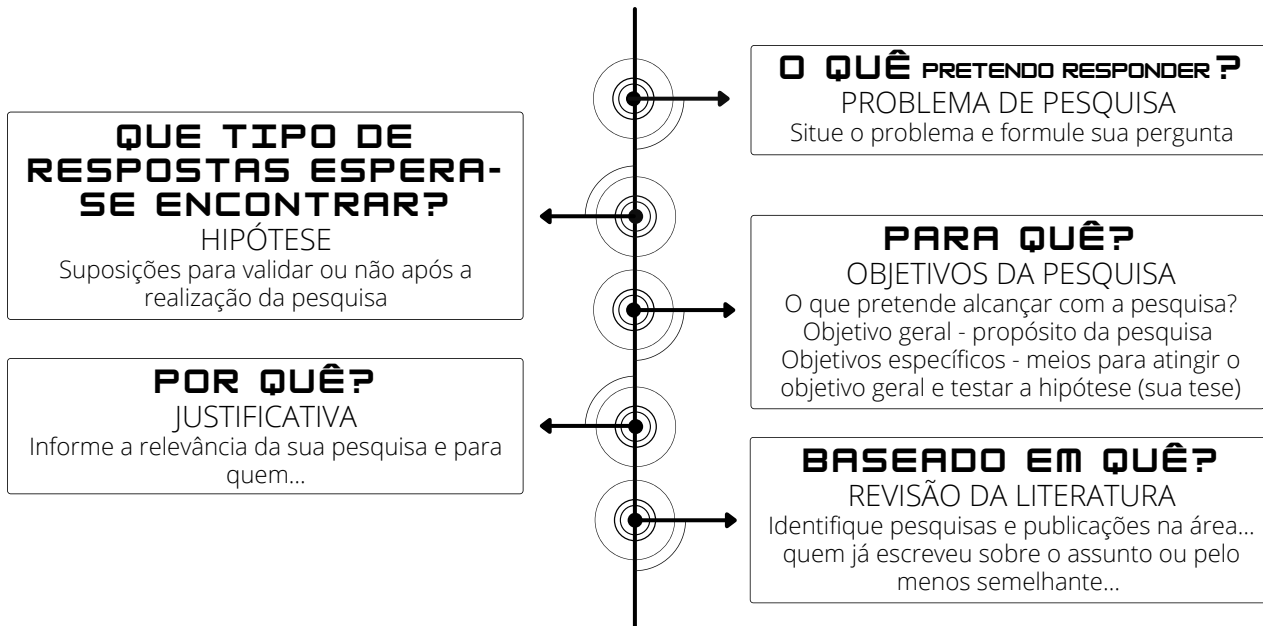 O QUÊ PRETENDO RESPONDER ?
PROBLEMA DE PESQUISA
Situe o problema e formule sua pergunta
QUE TIPO DE
RESPOSTAS ESPERA-
SE ENCONTRAR?
HIPÓTESE
Suposições para validar ou não após a
realização da pesquisa
PARA QUÊ?
OBJETIVOS DA PESQUISA
O que pretende alcançar com a pesquisa?
Objetivo geral - propósito da pesquisa
Objetivos específicos - meios para atingir o
objetivo geral e testar a hipótese (sua tese)
POR QUÊ?
JUSTIFICATIVA
Informe a relevância da sua pesquisa e para
quem...
BASEADO EM QUÊ?
REVISÃO DA LITERATURA
Identifique pesquisas e publicações na área...
quem já escreveu sobre o assunto ou pelo
menos semelhante...